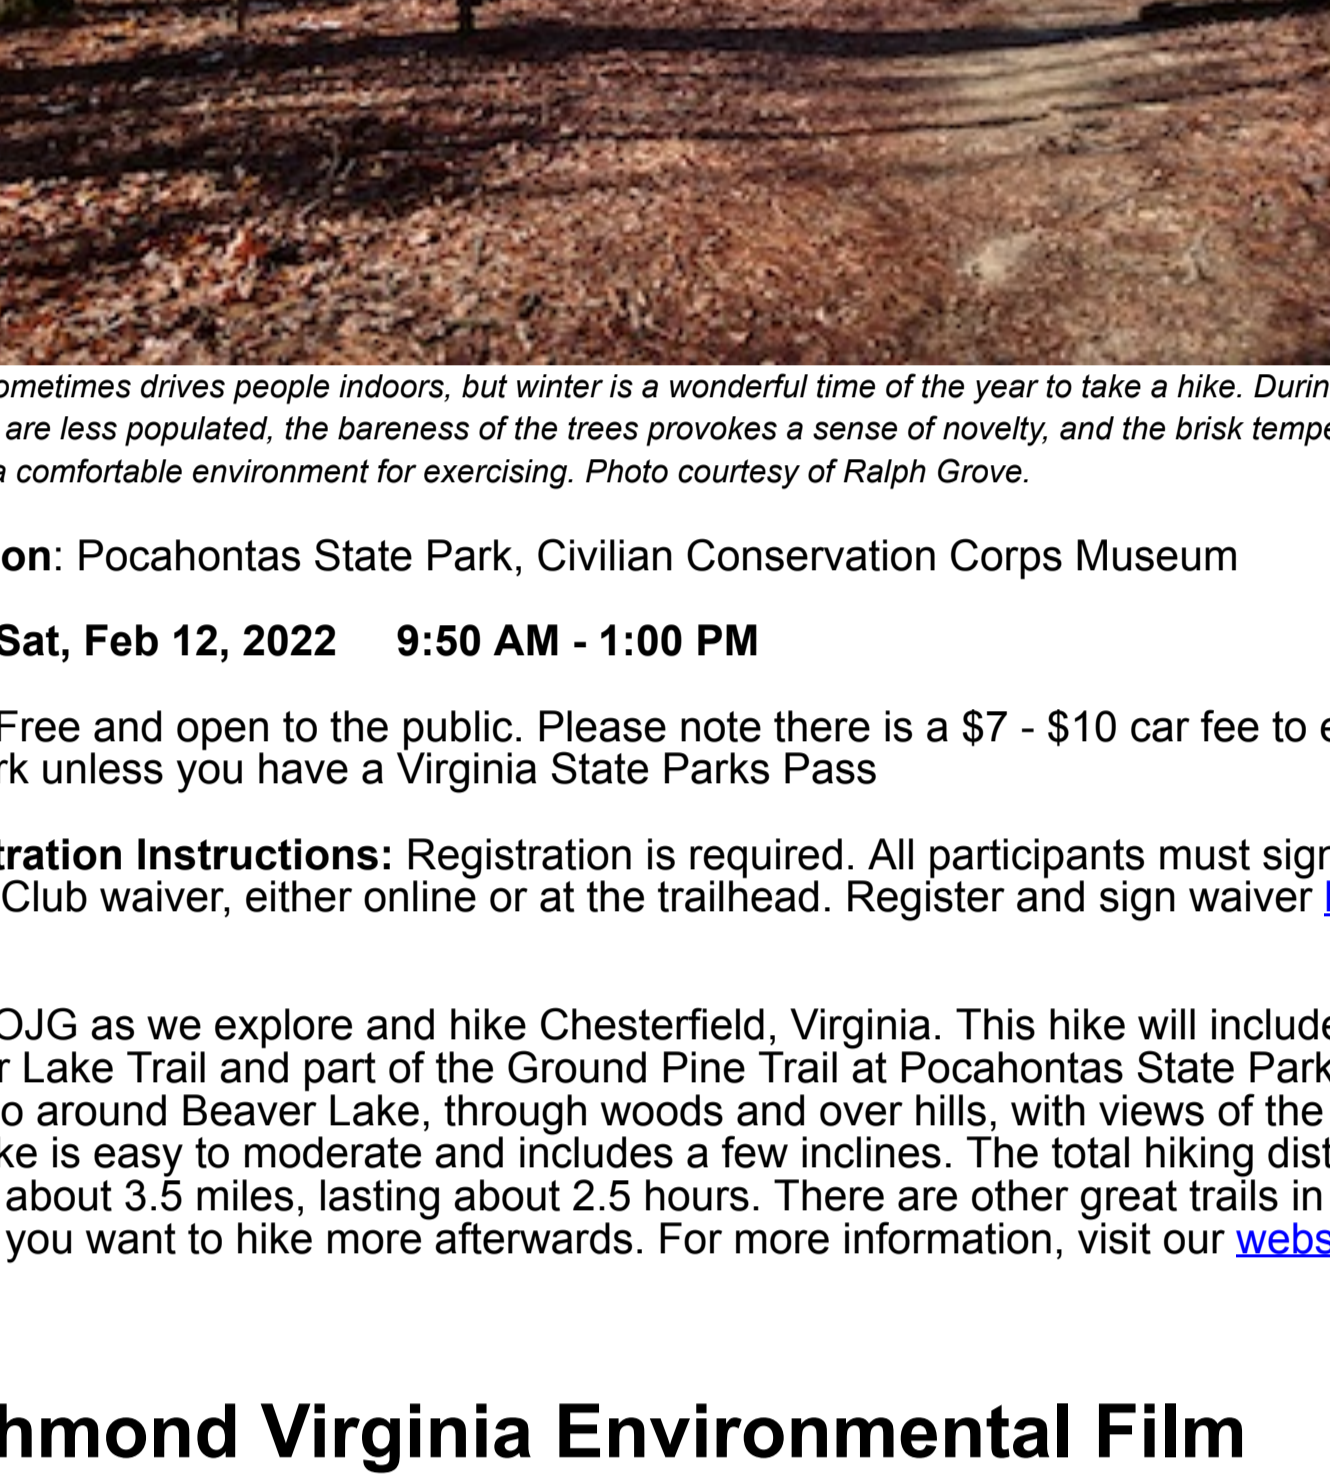 ometimes drives people indoors, but winter is a wonderful time of the year to take a hike. Durin
are less populated, the bareness of the trees provokes a sense of novelty, and the brisk tempe
a comfortable environment for exercising. Photo courtesy of Ralph Grove.
on: Pocahontas State Park, Civilian Conservation Corps Museum
Sat, Feb 12, 2022 9:50 AM - 1:00 PM
Free and open to the public. Please note there is a $7 - $10 car fee to e
rk unless you have a Virginia State Parks Pass
tration Instructions: Registration is required. All participants must sign
Club waiver, either online or at the trailhead. Register and sign waiver
OJG as we explore and hike Chesterfield, Virginia. This hike will include
r Lake Trail and part of the Ground Pine Trail at Pocahontas State Park
o around Beaver Lake, through woods and over hills, with views of the
ke is easy to moderate and includes a few inclines. The total hiking dist
about 3.5 miles, lasting about 2.5 hours. There are other great trails in
you want to hike more afterwards. For more information, visit our webs
hmond Virginia Environmental Film